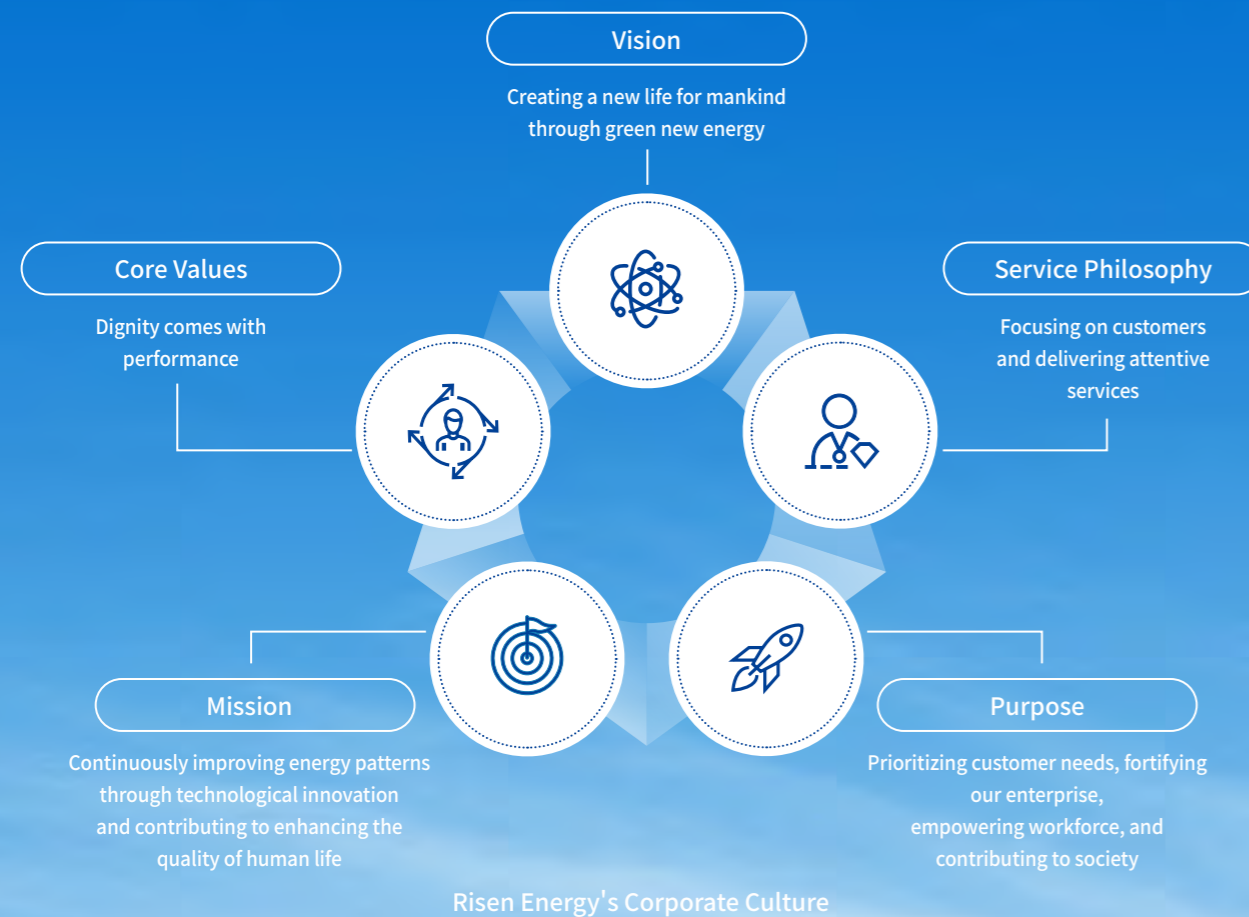 Vision
Creating a new life for mankind
through green new energy
Core Values
Dignity comes with
performance
Service Philosophy
Focusing on customers
and delivering attentive
services
Mission
Continuously improving energy patterns
through technological innovation
and contributing to enhancing the
quality of human life
Purpose
Prioritizing customer needs, fortifying
our enterprise,
empowering workforce, and
contributing to society
Risen Energy's Corporate Culture